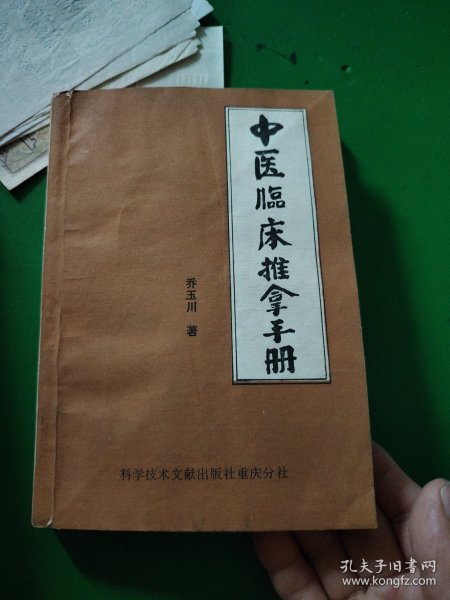 中医臨床推拿手册
乔玉川 著
科学技术文献出版社重庆分社
孔夫子旧书网
www.kongfz.com